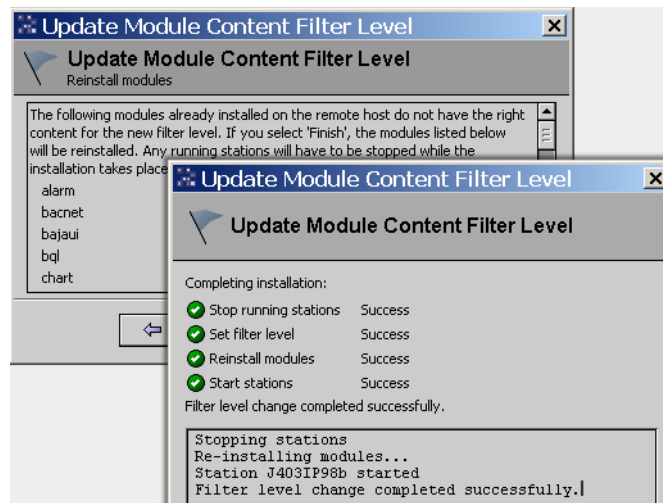 Update Module Content Filter Level
Update Module Content Filter Level
Reinstall modules
The following modules already installed on the remote host do not have the right
content for the new filter level. If you select 'Finish', the modules listed below
will be reinstalled. Any running stations will have to be stopped while the
installation takes place
alarm
bacnet
bajaui
bql
chart
Update Module Content Filter Level
Update Module Content Filter Level
Completing installation:
Stop running stations Success
Set filter level Success
Reinstall modules Success
Start stations Success
Filter level change completed successfully.
Stopping stations
Re-installing modules...
Station J403IP98b started
Filter level change completed successfully.